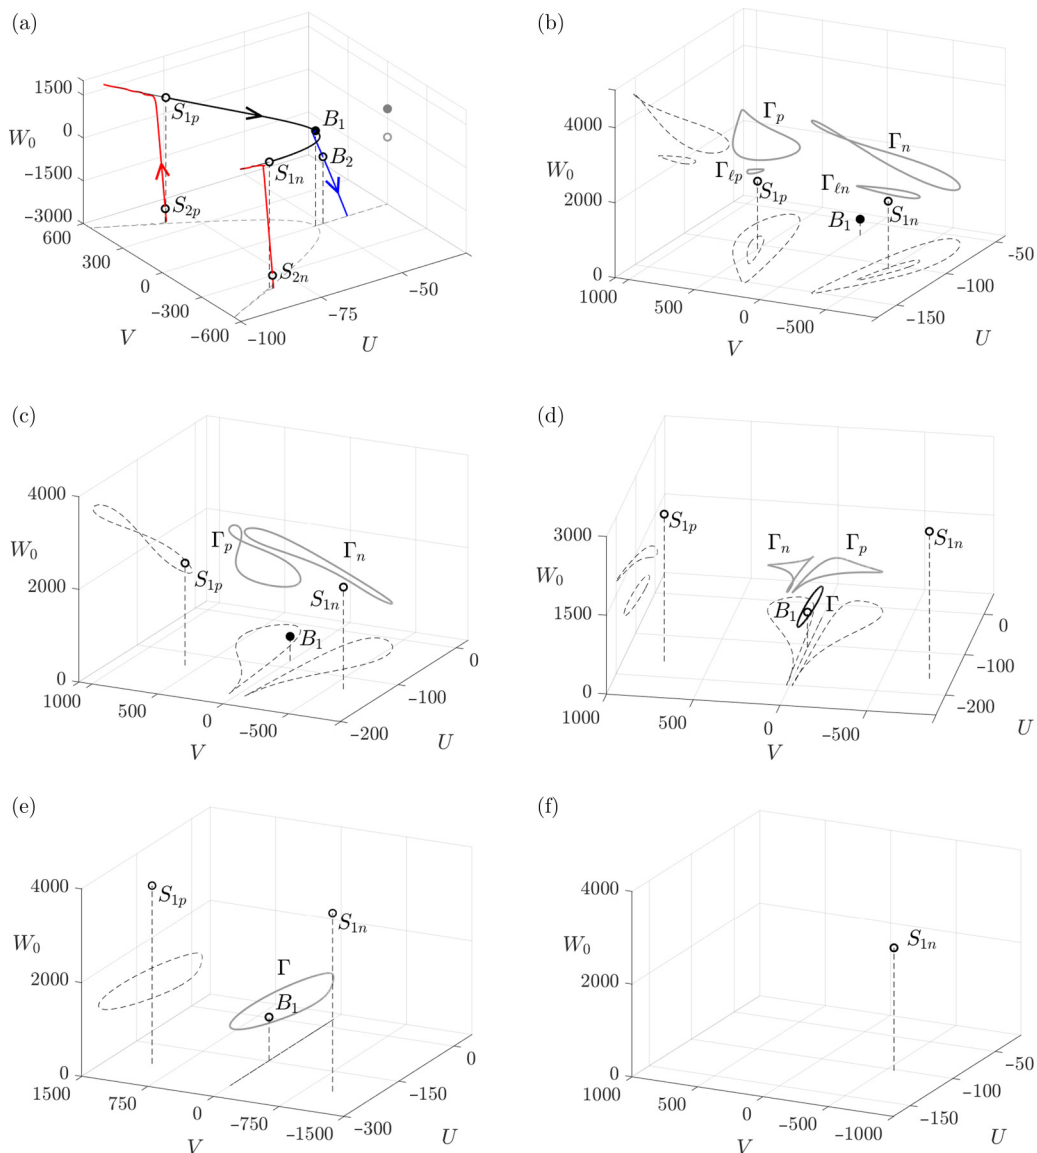 (a)
1500
W₀
0
−1500
−3000
600
300
0
−300
−600
V
−100
−75
−50
U
S₁ₚ
B₁
B₂
S₁ₙ
S₂ₚ
S₂ₙ
(b)
W₀
4000
2000
0
1000
500
0
−500
V
−150
−100
−50
U
Γₚ
Γₙ
Γℓₚ
Γℓₙ
S₁ₚ
S₁ₙ
B₁
(c)
4000
W₀
2000
0
1000
500
0
−500
V
−200
−100
0
U
Γₚ
Γₙ
S₁ₚ
S₁ₙ
B₁
(d)
3000
W₀
1500
0
1000
500
0
−500
V
−200
−100
0
U
S₁ₚ
S₁ₙ
Γₙ
Γₚ
B₁
Γ
(e)
4000
W₀
2000
0
1500
750
0
−750
−1500
V
−300
−150
0
U
S₁ₚ
S₁ₙ
Γ
B₁
(f)
4000
W₀
2000
0
1000
500
0
−500
−1000
V
−150
−100
−50
U
S₁ₙ